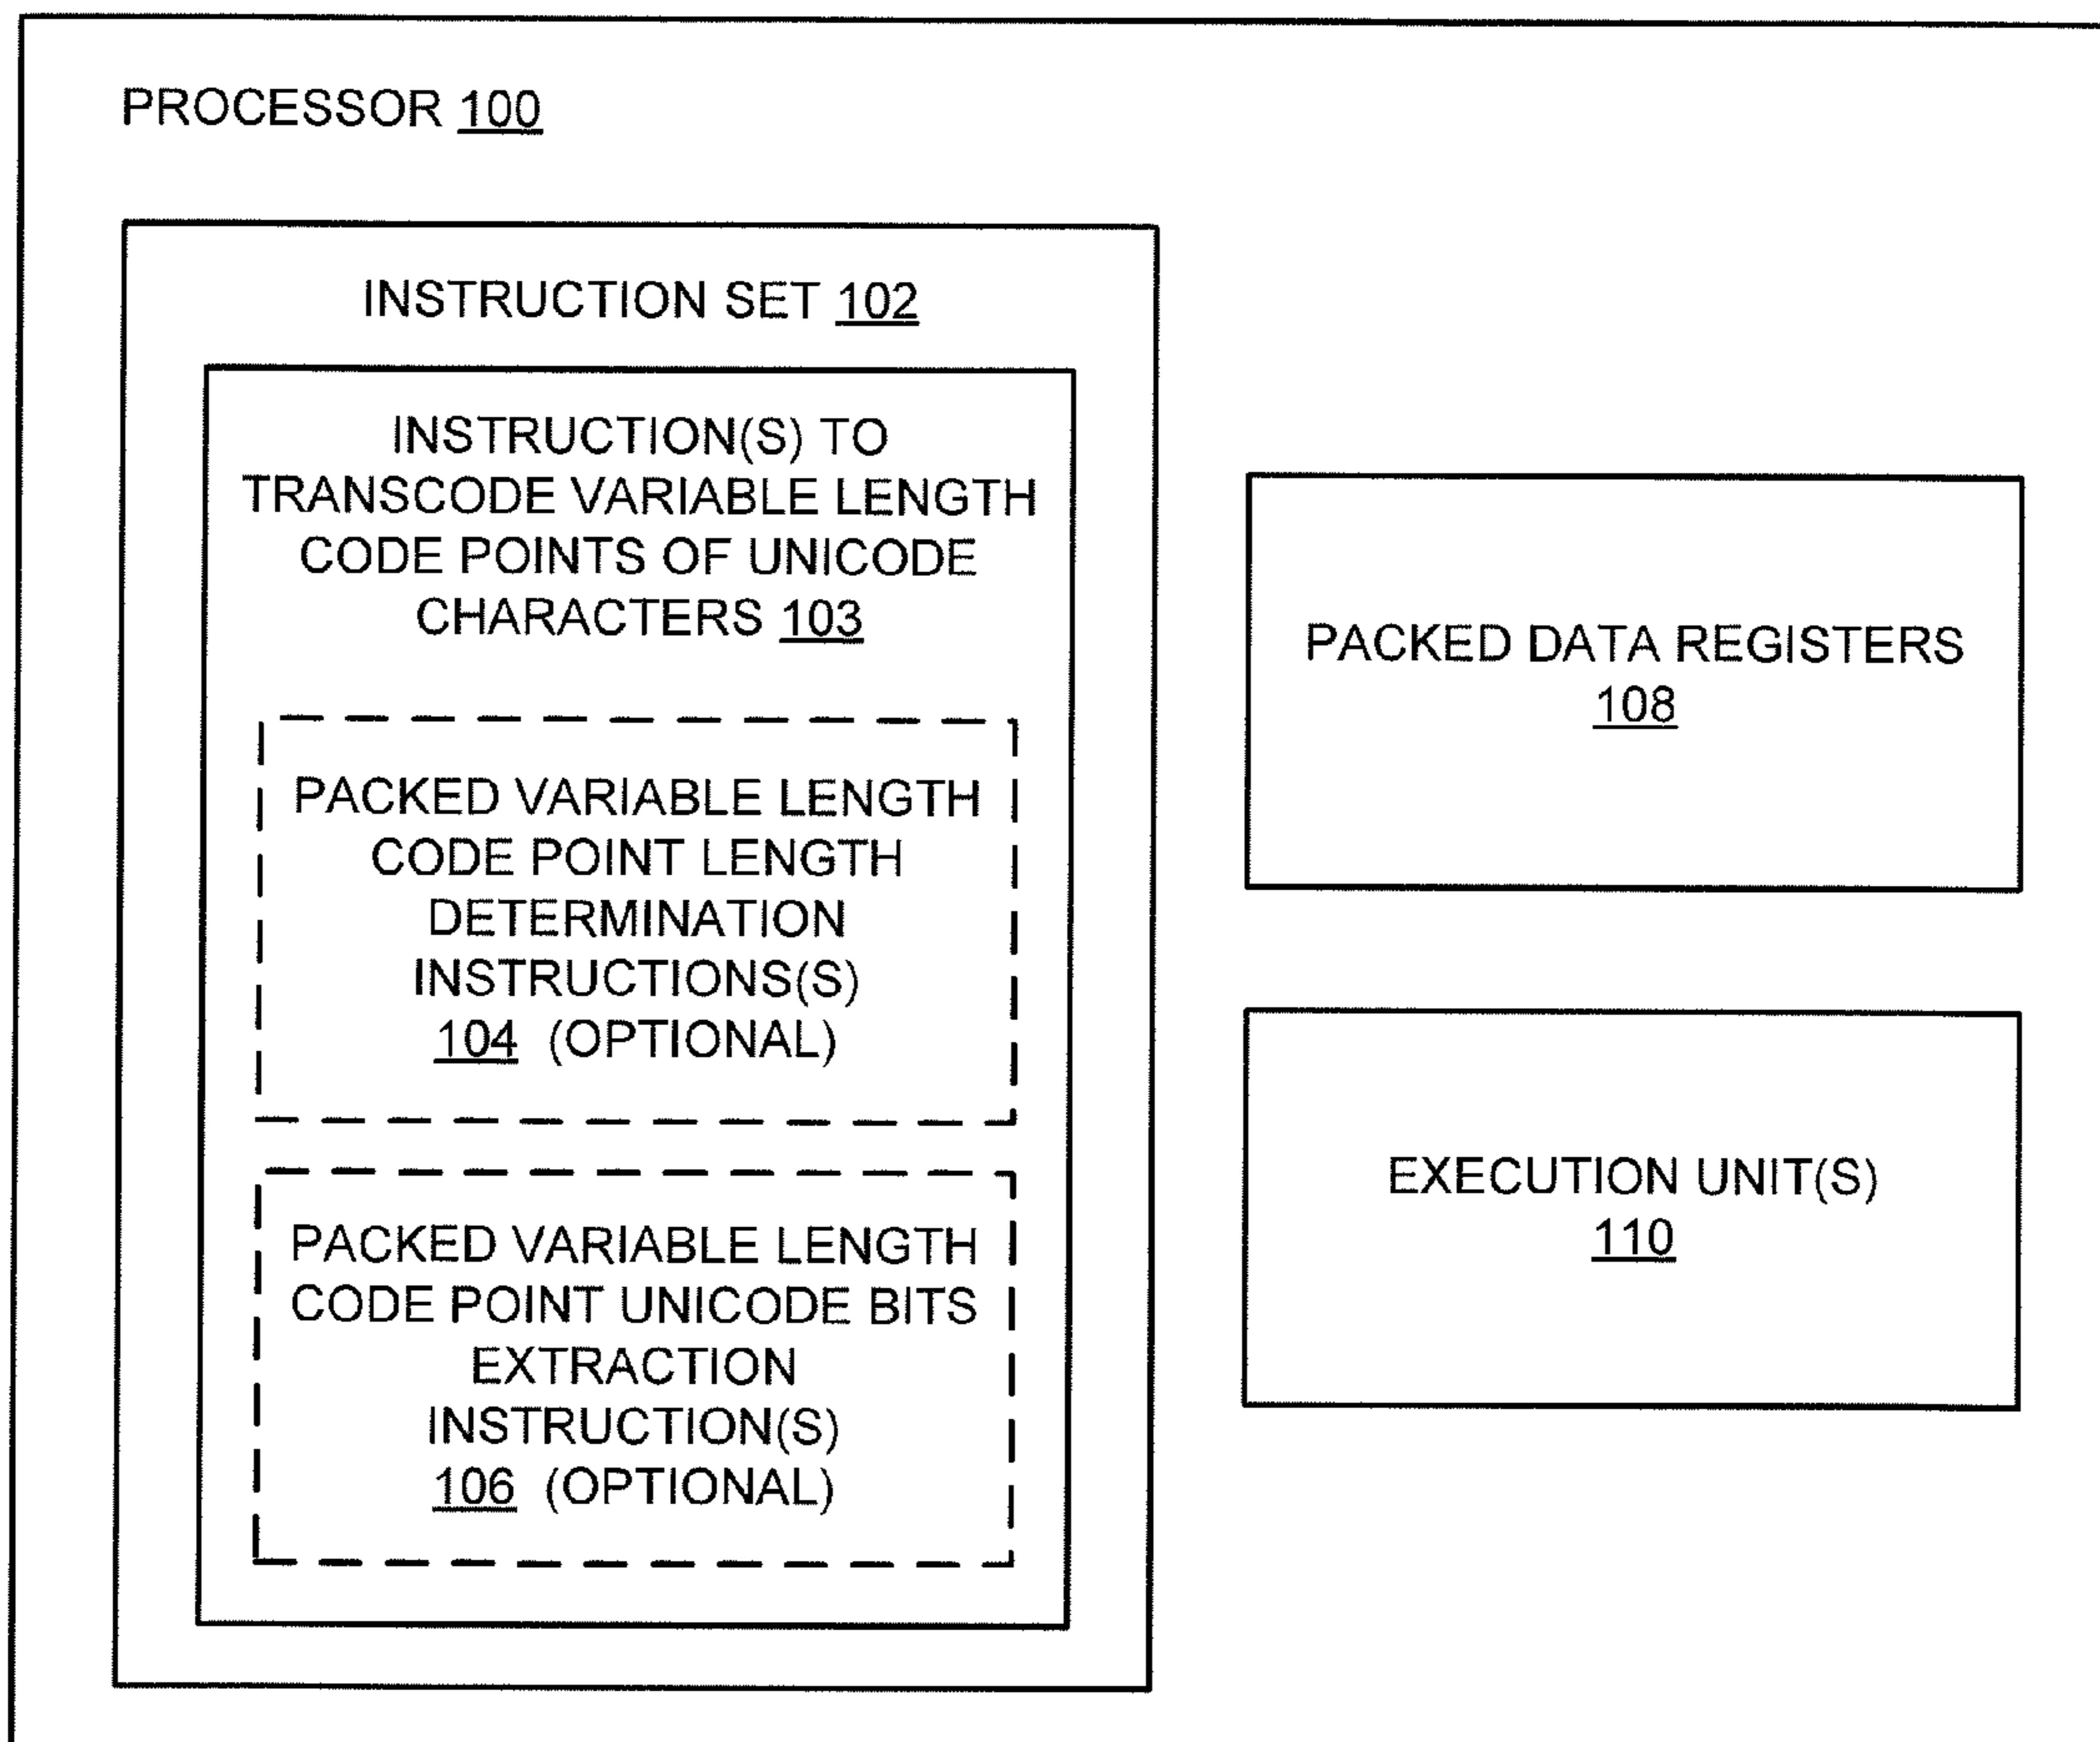 PROCESSOR 100
INSTRUCTION SET 102
INSTRUCTION(S) TO
TRANSCODE VARIABLE LENGTH
CODE POINTS OF UNICODE
CHARACTERS 103
PACKED VARIABLE LENGTH
CODE POINT LENGTH
DETERMINATION
INSTRUCTIONS(S)
104 (OPTIONAL)
PACKED VARIABLE LENGTH
CODE POINT UNICODE BITS
EXTRACTION
INSTRUCTION(S)
106 (OPTIONAL)
PACKED DATA REGISTERS
108
EXECUTION UNIT(S)
110